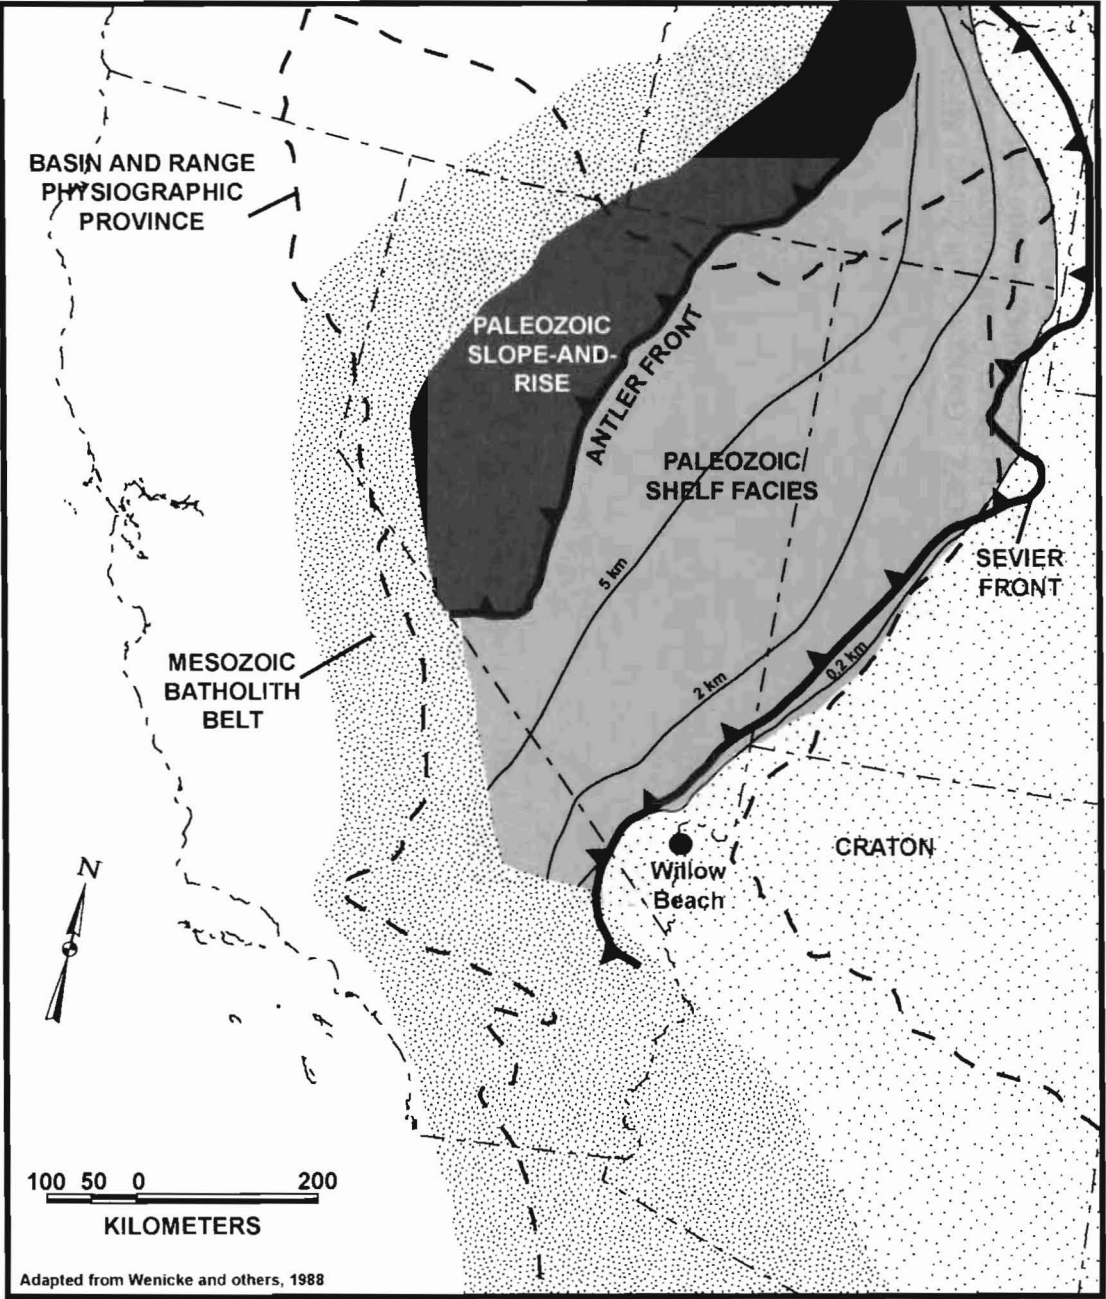 BASIN AND RANGE
PHYSIOGRAPHIC
PROVINCE
PALEOZOIC
SLOPE-AND-
RISE
ANTLER FRONT
PALEOZOIC/
SHELF FACIES
5 km
SEVIER
FRONT
MESOZOIC
BATHOLITH
BELT
2 km
0.2 km
CRATON
Willow
Beach
N
100 50 0 200
KILOMETERS
Adapted from Wenicke and others, 1988